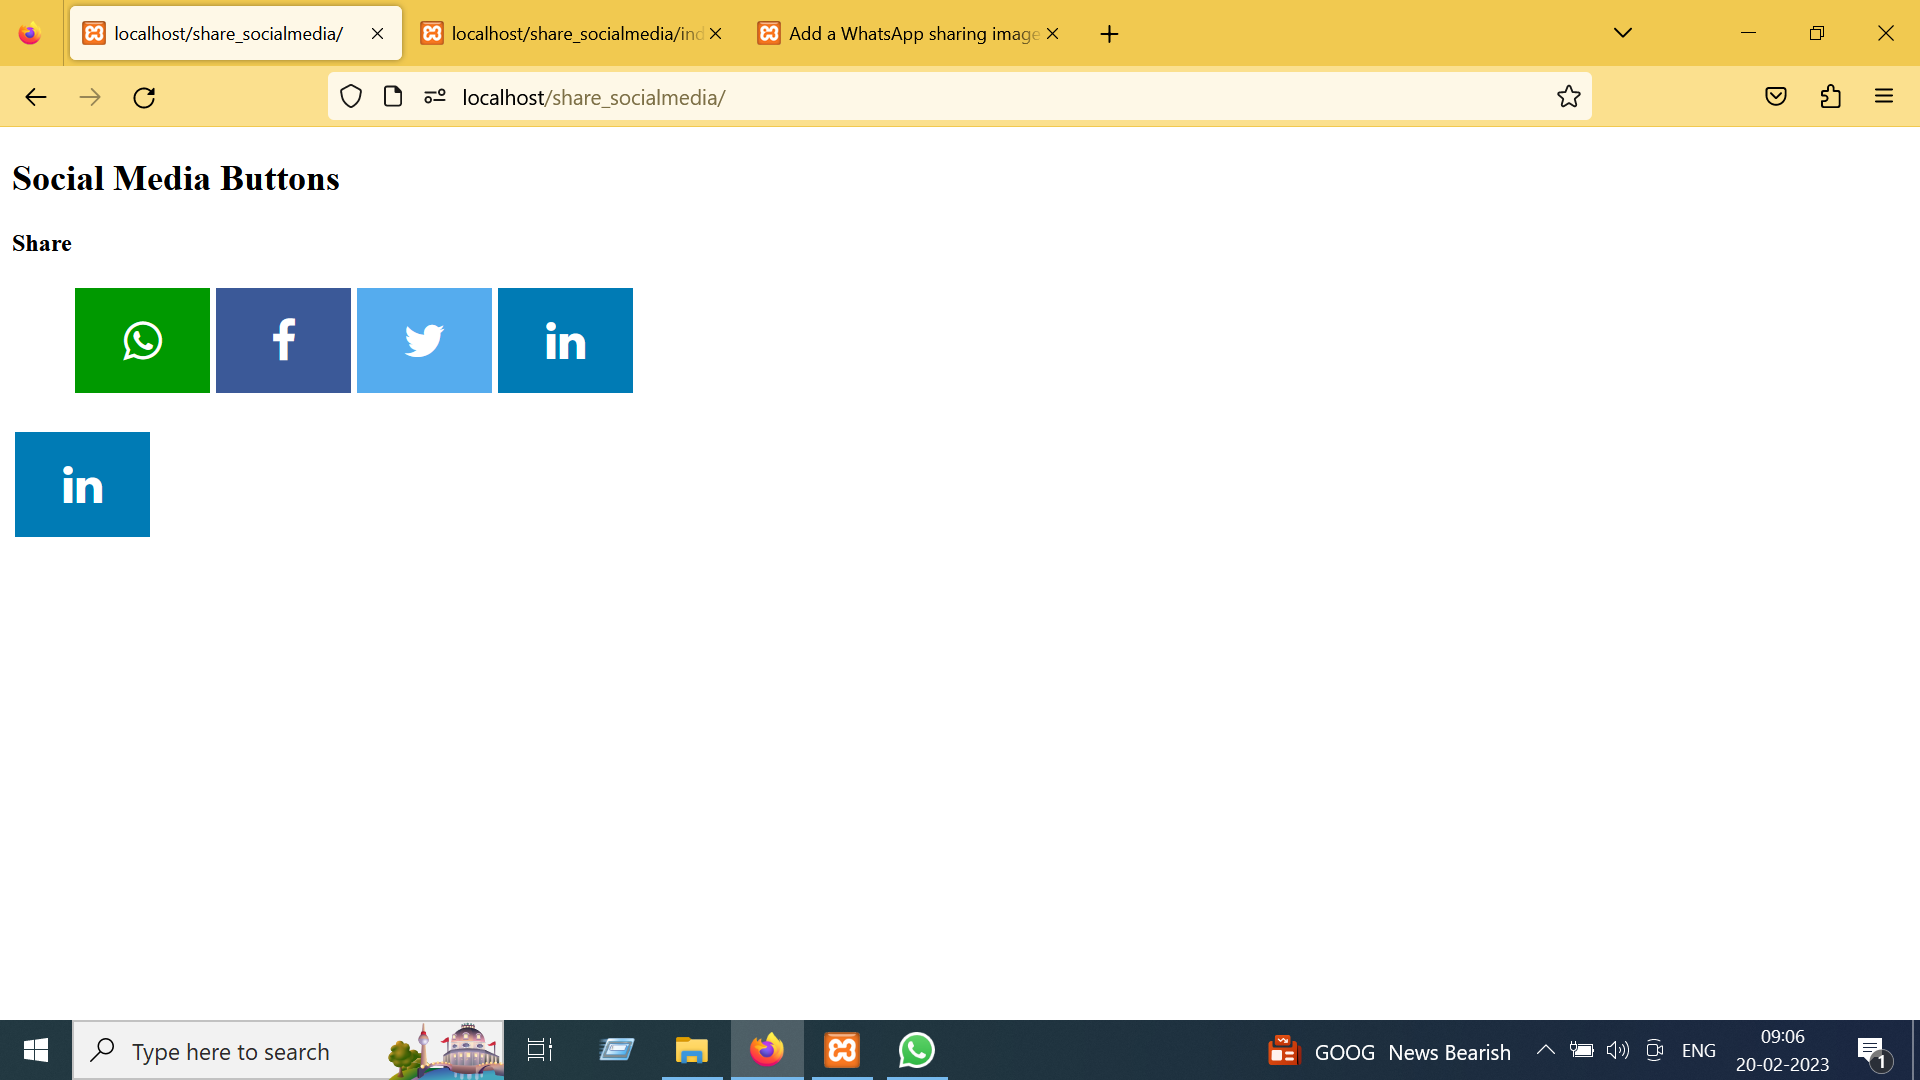 localhost/share_socialmedia/
localhost/share_socialmedia/ind
Add a WhatsApp sharing image
localhost/share_socialmedia/
Social Media Buttons
Share
f
in
in
Type here to search
GOOG News Bearish
ENG
09:06
20-02-2023
1